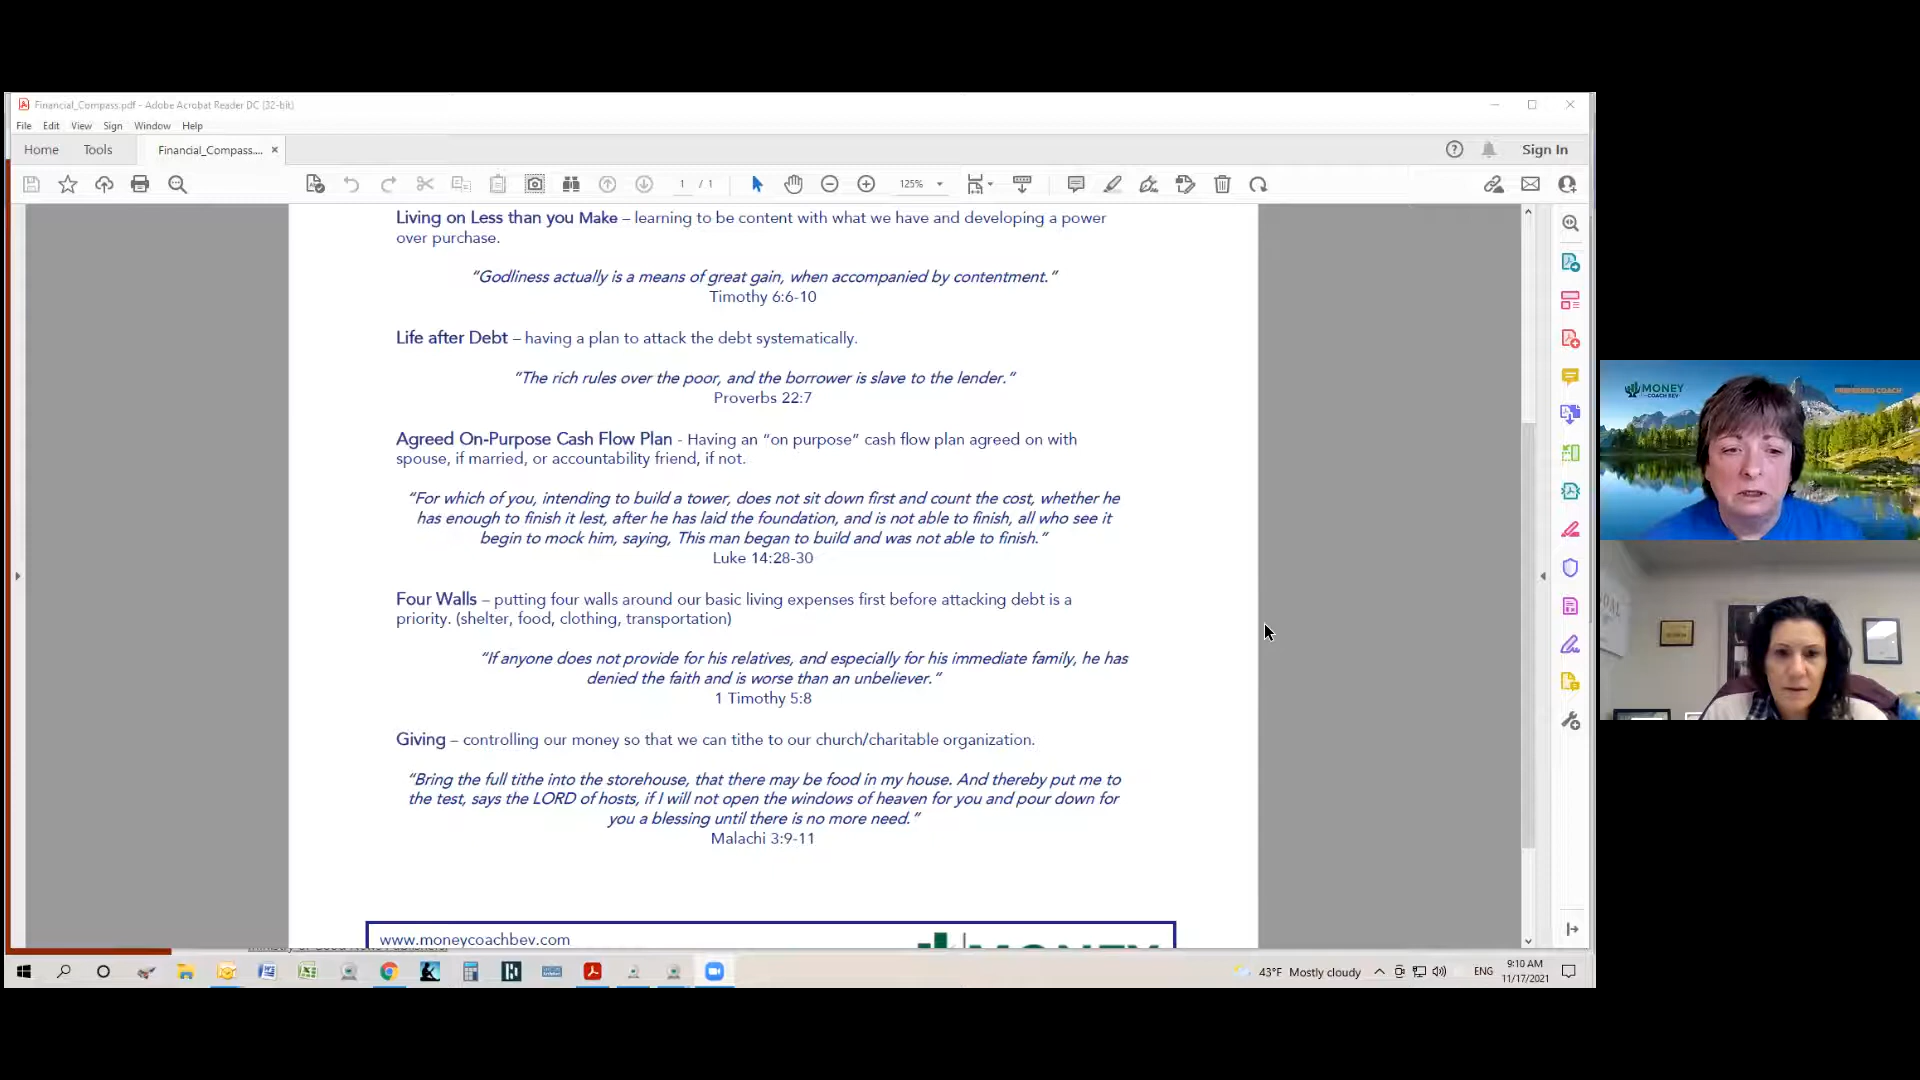 Financial_Compass.pdf - Adobe Acrobat Reader DC (32-bit)
File Edit View Sign Window Help
Home Tools Financial_Compass.... × Sign In
1 / 1 125%
Living on Less than you Make – learning to be content with what we have and developing a power
over purchase.
“Godliness actually is a means of great gain, when accompanied by contentment.”
Timothy 6:6-10
Life after Debt – having a plan to attack the debt systematically.
“The rich rules over the poor, and the borrower is slave to the lender.”
Proverbs 22:7
Agreed On-Purpose Cash Flow Plan - Having an “on purpose” cash flow plan agreed on with
spouse, if married, or accountability friend, if not.
“For which of you, intending to build a tower, does not sit down first and count the cost, whether he
has enough to finish it lest, after he has laid the foundation, and is not able to finish, all who see it
begin to mock him, saying, This man began to build and was not able to finish.”
Luke 14:28-30
Four Walls – putting four walls around our basic living expenses first before attacking debt is a
priority. (shelter, food, clothing, transportation)
“If anyone does not provide for his relatives, and especially for his immediate family, he has
denied the faith and is worse than an unbeliever.”
1 Timothy 5:8
Giving – controlling our money so that we can tithe to our church/charitable organization.
“Bring the full tithe into the storehouse, that there may be food in my house. And thereby put me to
the test, says the LORD of hosts, if I will not open the windows of heaven for you and pour down for
you a blessing until there is no more need.”
Malachi 3:9-11
www.moneycoachbev.com
MONEY
MONEY
COACH BEV
PREFERRED COACH
43°F Mostly cloudy ENG 9:10 AM
11/17/2021